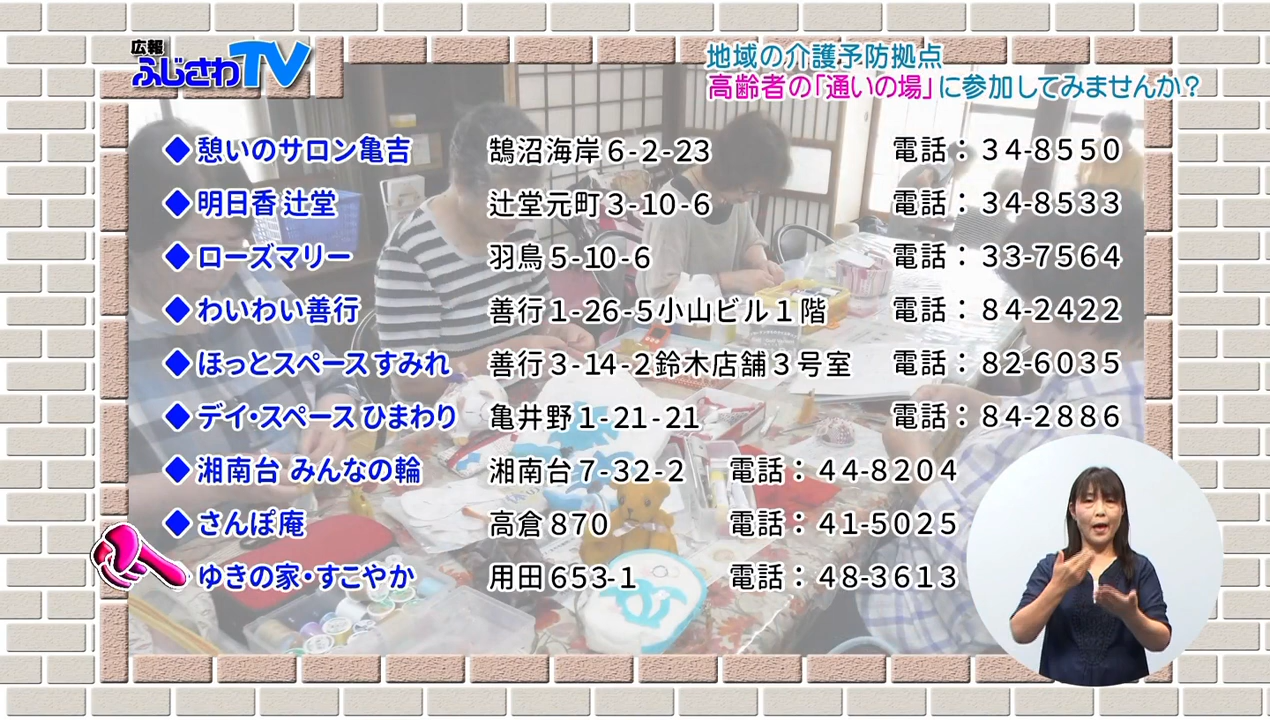 広報
ふじさわTV
地域の介護予防拠点
高齢者の「通いの場」に参加してみませんか?
◆憩いのサロン亀吉 鵠沼海岸6-2-23 電話：34-8550
◆明日香 辻堂 辻堂元町3-10-6 電話：34-8533
◆ローズマリー 羽鳥5-10-6 電話：33-7564
◆わいわい善行 善行1-26-5小山ビル１階 電話：84-2422
◆ほっとスペース すみれ 善行3-14-2鈴木店舗３号室 電話：82-6035
◆デイ・スペース ひまわり 亀井野1-21-21 電話：84-2886
◆湘南台 みんなの輪 湘南台7-32-2 電話：44-8204
◆さんぽ庵 高倉870 電話：41-5025
ゆきの家・すこやか 用田653-1 電話：48-3613